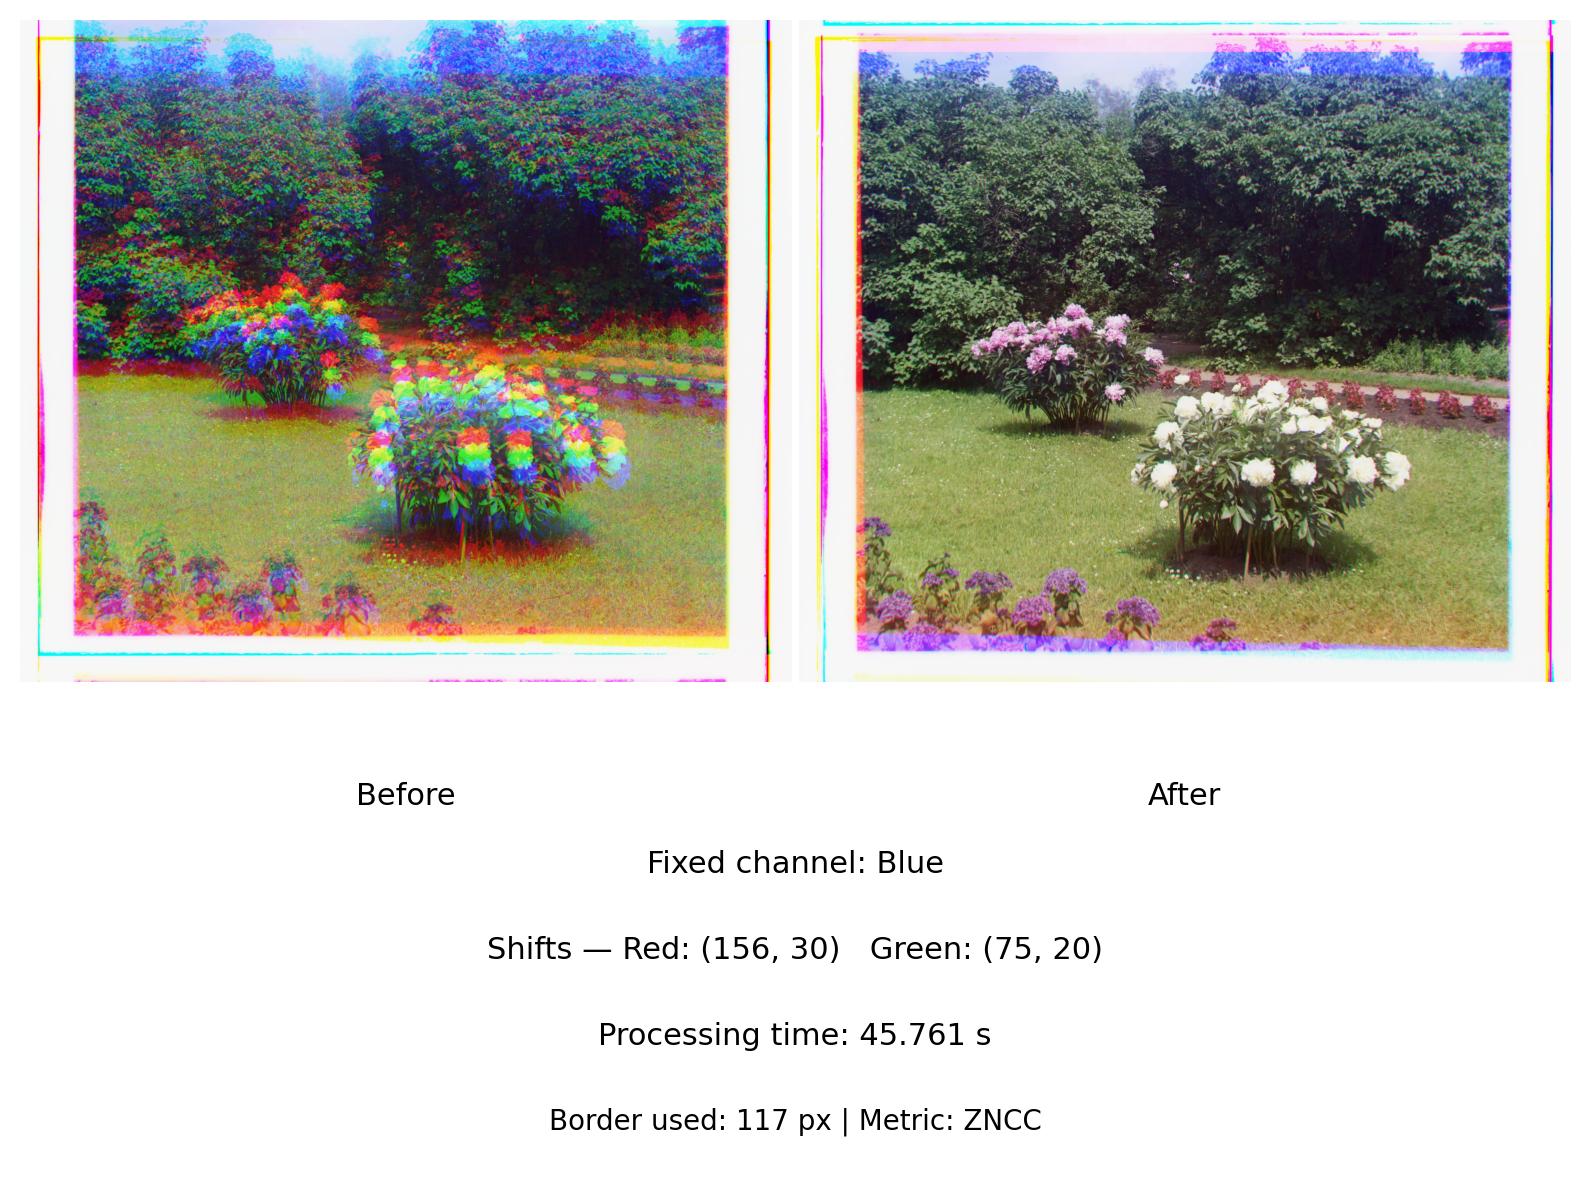 Before
After
Fixed channel: Blue
Shifts — Red: (156, 30)   Green: (75, 20)
Processing time: 45.761 s
Border used: 117 px | Metric: ZNCC